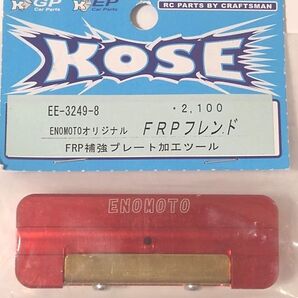 GP
Car Parts
EP
Car Parts
RC PARTS BY CRAFTSMAN
KOSE
EE-3249-8
・2,100
ENOMOTOオリジナル FRPフレンド
FRP補強プレート加工ツール
ENOMOTO